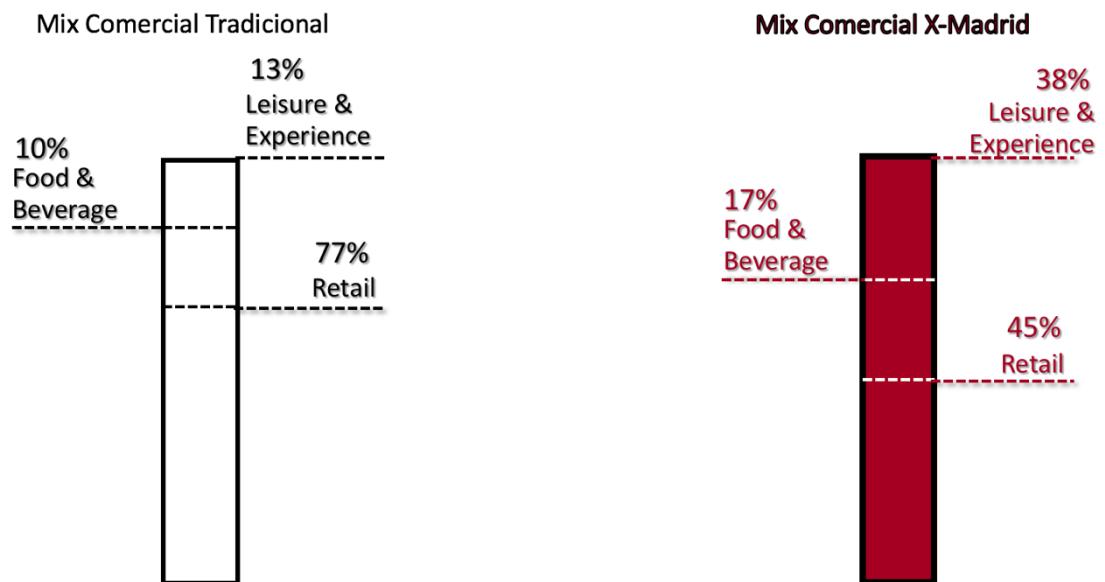 Mix Comercial Tradicional
13%
Leisure &
Experience
10%
Food &
Beverage
77%
Retail
Mix Comercial X-Madrid
38%
Leisure &
Experience
17%
Food &
Beverage
45%
Retail